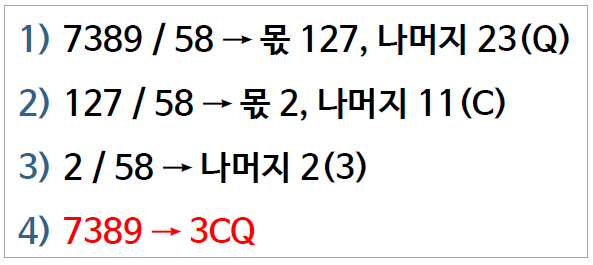 1) 7389 / 58 → 몫 127, 나머지 23(Q)
2) 127 / 58 → 몫 2, 나머지 11(C)
3) 2 / 58 → 나머지 2(3)
4) 7389 → 3CQ